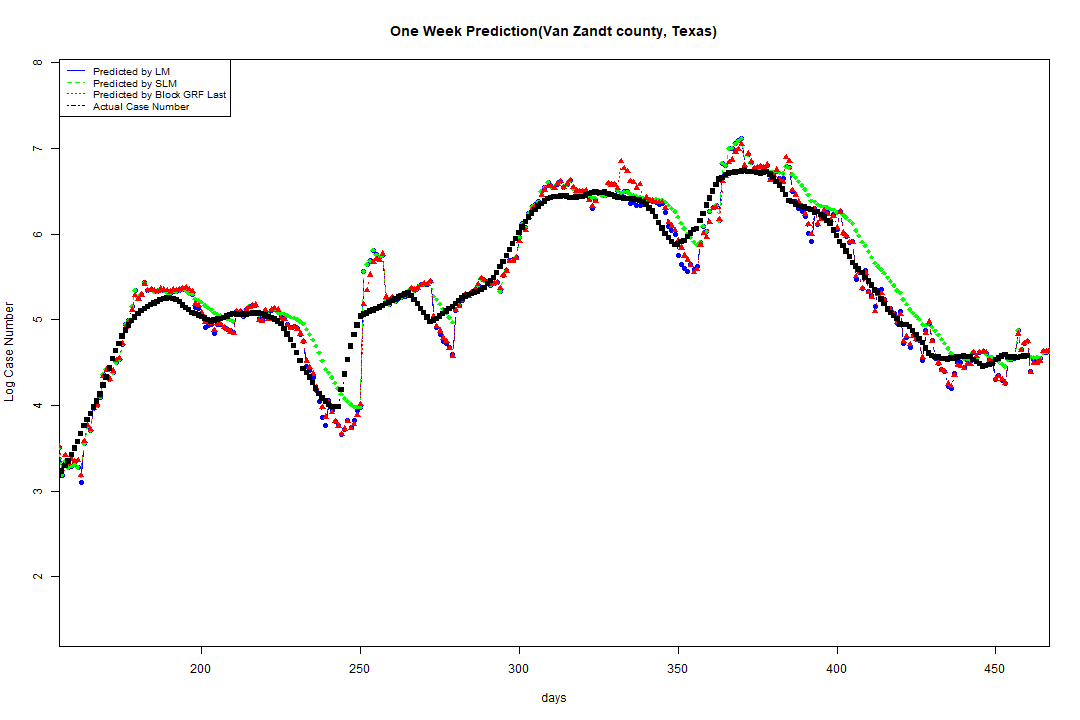 One Week Prediction(Van Zandt county, Texas)
Predicted by LM
Predicted by SLM
Predicted by Block GRF Last
Actual Case Number
8
7
6
5
4
3
2
Log Case Number
200 250 300 350 400 450
days